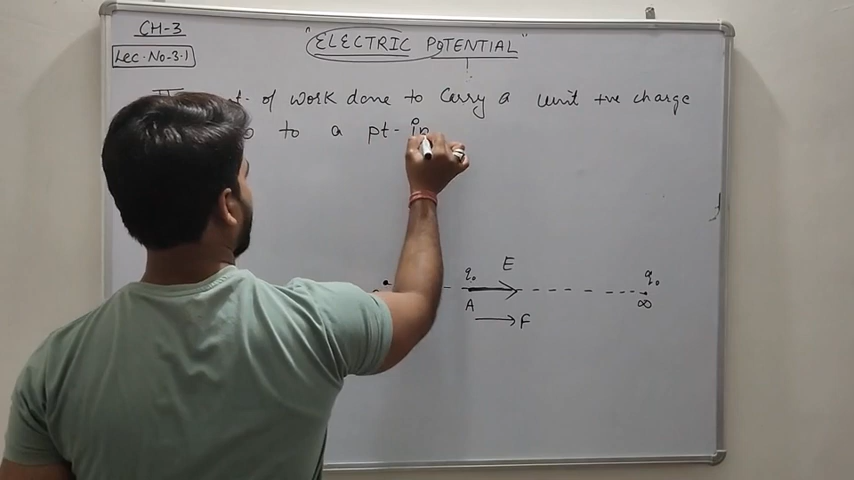 CH-3
Lec. No-3.1
"ELECTRIC POTENTIAL"
of work done to carry a unit +ve charge
to a pt- in
E
q₀
q₀
A
∞
F